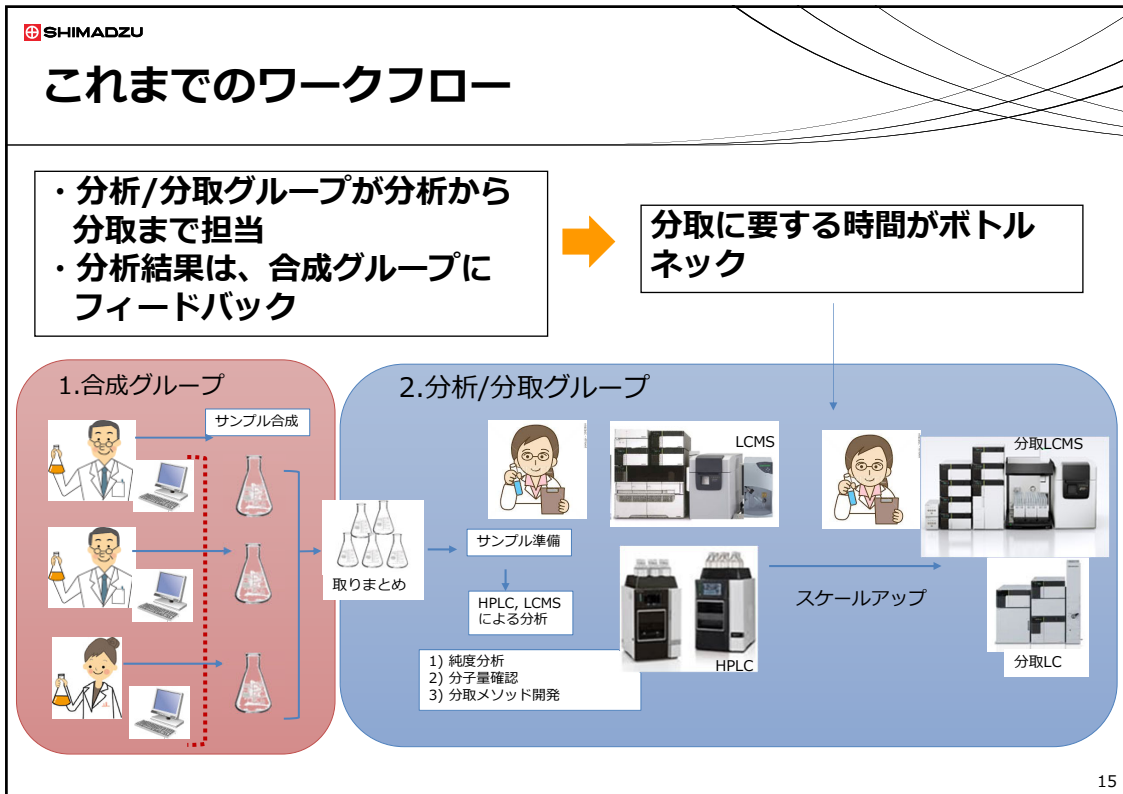 SHIMADZU
これまでのワークフロー
・分析/分取グループが分析から
分取まで担当
・分析結果は、合成グループに
フィードバック
分取に要する時間がボトル
ネック
1.合成グループ
サンプル合成
取りまとめ
2.分析/分取グループ
サンプル準備
HPLC, LCMS
による分析
1) 純度分析
2) 分子量確認
3) 分取メソッド開発
LCMS
HPLC
スケールアップ
分取LCMS
分取LC
15